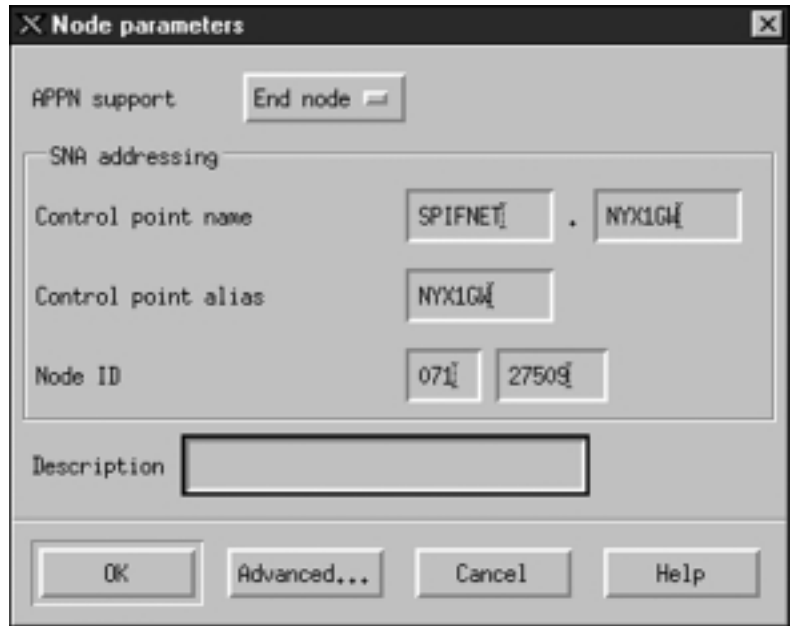 Node parameters
APPN support End node
SNA addressing
Control point name SPIFNET . NYX1GW
Control point alias NYX1GW
Node ID 071 27509
Description
OK Advanced... Cancel Help